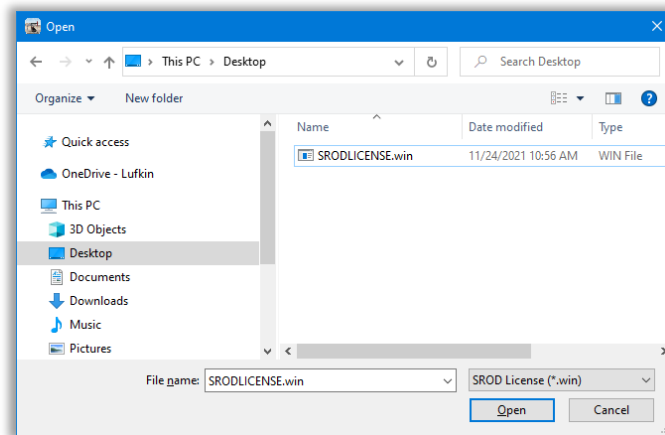 Open
This PC > Desktop
Search Desktop
Organize
New folder
Name
Date modified
Type
Quick access
SRODLICENSE.win
11/24/2021 10:56 AM
WIN File
OneDrive - Lufkin
This PC
3D Objects
Desktop
Documents
Downloads
Music
Pictures
File name:
SRODLICENSE.win
SROD License (*.win)
Open
Cancel